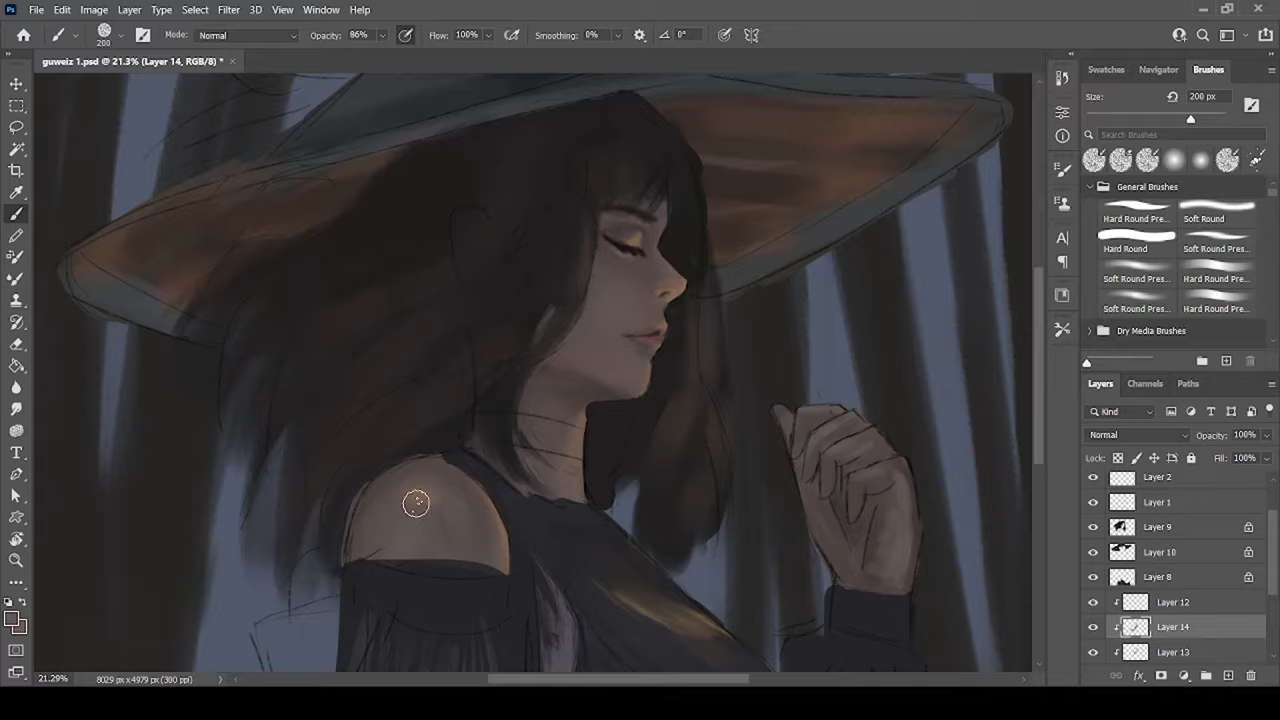 Ps File Edit Image Layer Type Select Filter 3D View Window Help
200 Mode: Normal Opacity: 86% Flow: 100% Smoothing: 0% 0°
guweiz 1.psd @ 21.3% (Layer 14, RGB/8) *
Swatches Navigator Brushes
Size: 200 px
Search Brushes
General Brushes
Hard Round Pre... Soft Round
Hard Round Soft Round Pres...
Soft Round Pres... Hard Round Pres...
Soft Round Pres... Hard Round Pres...
Dry Media Brushes
Layers Channels Paths
Kind
Normal Opacity: 100%
Lock: Fill: 100%
Layer 2
Layer 1
Layer 9
Layer 10
Layer 8
Layer 12
Layer 14
Layer 13
21.29% 8029 px x 4979 px (300 ppi)